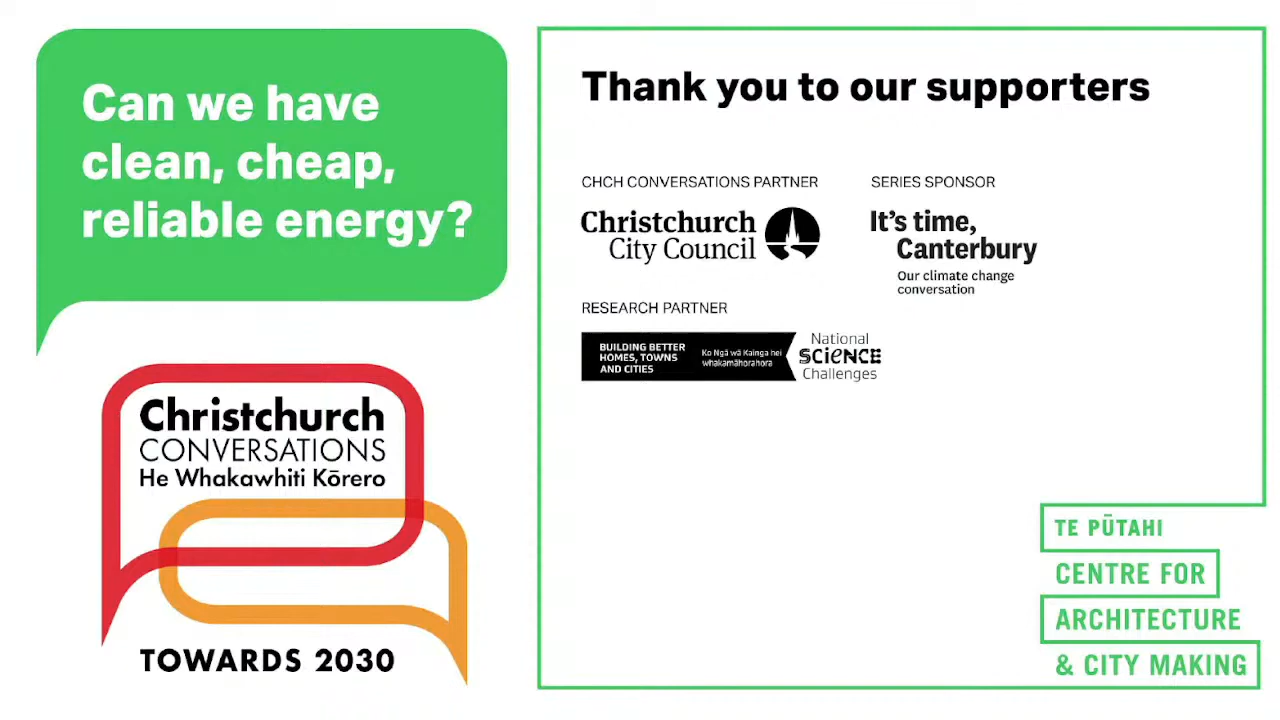 Can we have
clean, cheap,
reliable energy?
Christchurch
CONVERSATIONS
He Whakawhiti Kōrero
TOWARDS 2030
Thank you to our supporters
CHCH CONVERSATIONS PARTNER
Christchurch
City Council
SERIES SPONSOR
It's time,
Canterbury
Our climate change
conversation
RESEARCH PARTNER
BUILDING BETTER
HOMES, TOWNS
AND CITIES
Ko Ngā wā Kainga hei
whakamāhorahora
National
SCIENCE
Challenges
TE PŪTAHI
CENTRE FOR
ARCHITECTURE
& CITY MAKING